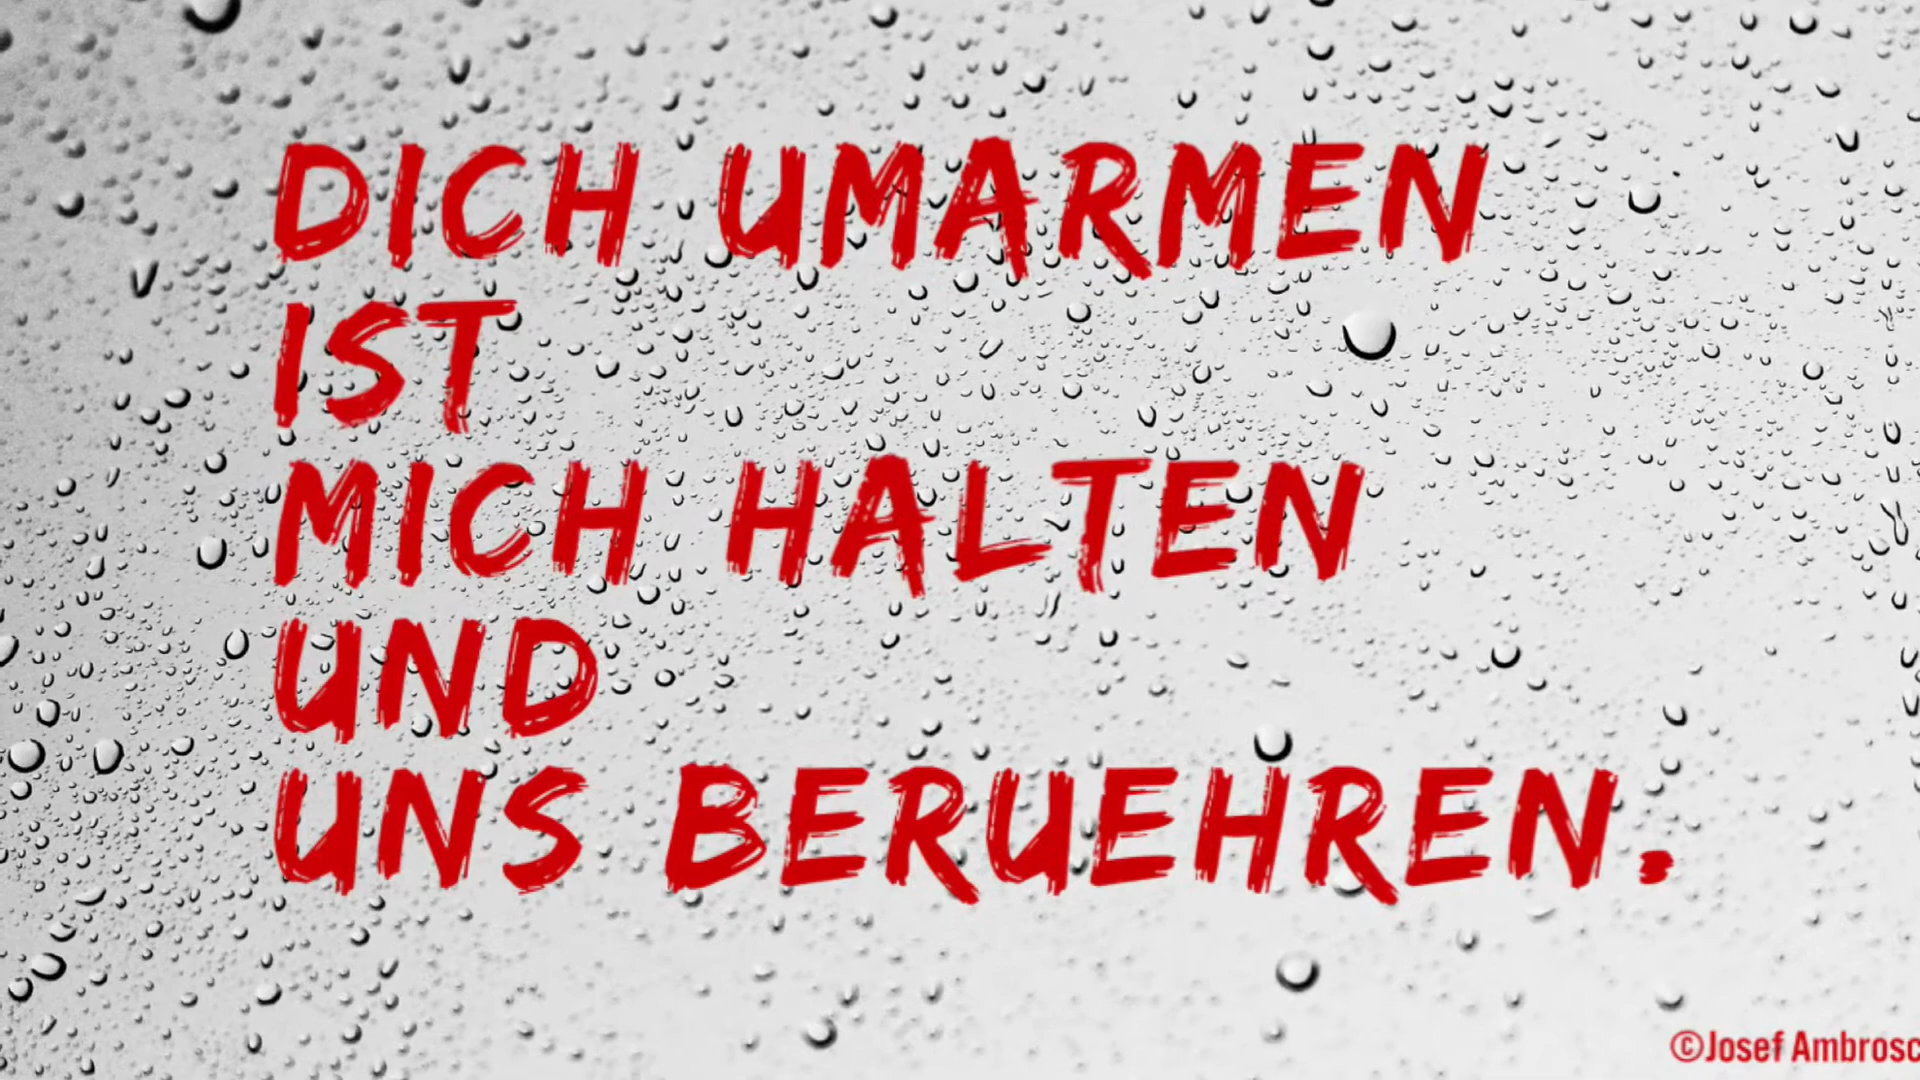 DICH UMARMEN
IST
MICH HALTEN
UND
UNS BERUEHREN.
©Josef Ambrosc